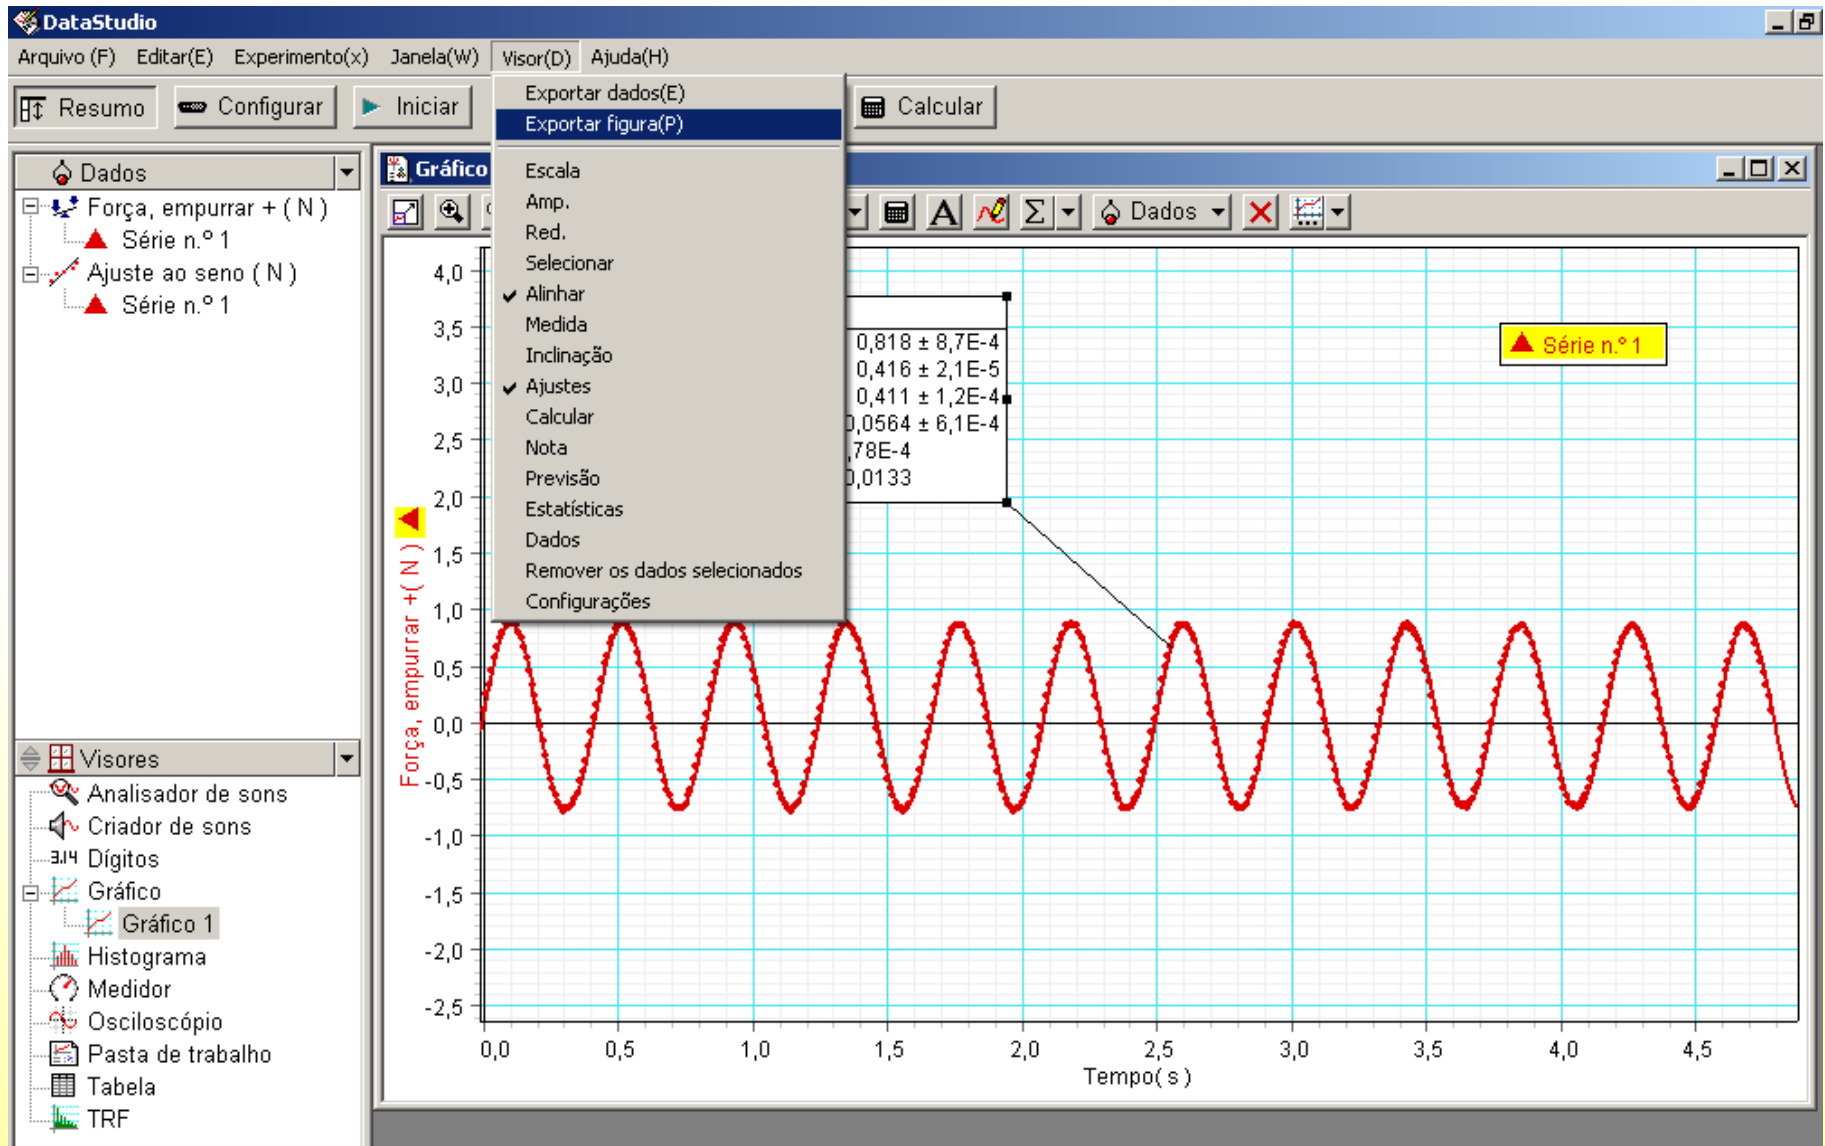 DataStudio
Arquivo (F) Editar(E) Experimento(x) Janela(W) Visor(D) Ajuda(H)
Resumo Configurar Iniciar Calcular
Exportar dados(E)
Exportar figura(P)
Escala
Amp.
Red.
Selecionar
Alinhar
Medida
Inclinação
Ajustes
Calcular
Nota
Previsão
Estatísticas
Dados
Remover os dados selecionados
Configurações
Dados
Força, empurrar + ( N )
Série n.º 1
Ajuste ao seno ( N )
Série n.º 1
Visores
Analisador de sons
Criador de sons
3.14 Dígitos
Gráfico
Gráfico 1
Histograma
Medidor
Osciloscópio
Pasta de trabalho
Tabela
TRF
Gráfico
A Σ Dados
0,818 ± 8,7E-4
0,416 ± 2,1E-5
0,411 ± 1,2E-4
0,0564 ± 6,1E-4
,78E-4
0,0133
Série n.º 1
Força, empurrar +( N )
4,0
3,5
3,0
2,5
2,0
1,5
1,0
0,5
0,0
-0,5
-1,0
-1,5
-2,0
-2,5
0,0 0,5 1,0 1,5 2,0 2,5 3,0 3,5 4,0 4,5
Tempo( s )